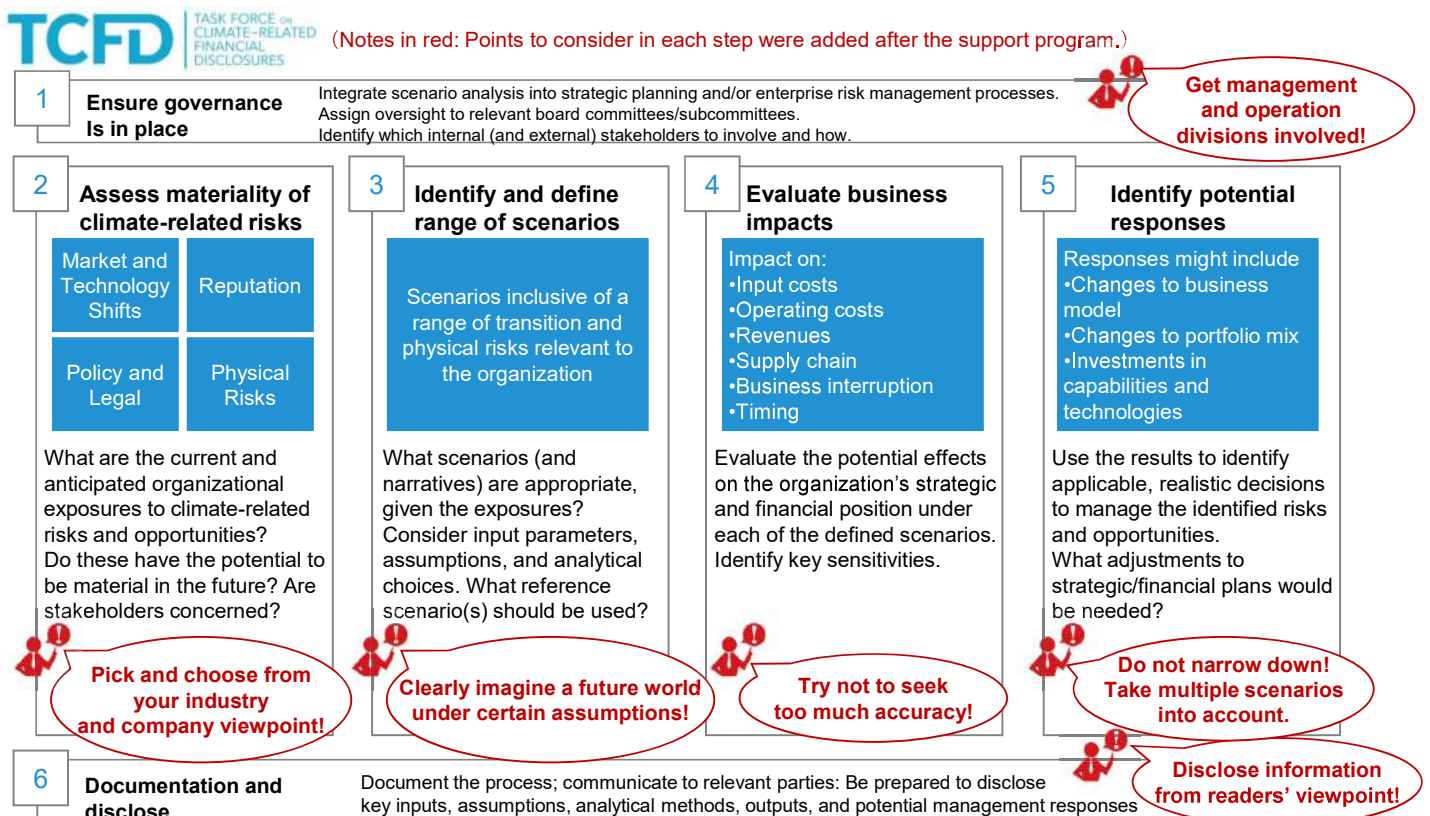 TCFD
TASK FORCE ON
CLIMATE-RELATED
FINANCIAL
DISCLOSURES
(Notes in red: Points to consider in each step were added after the support program.)
1
Ensure governance
Is in place
Integrate scenario analysis into strategic planning and/or enterprise risk management processes.
Assign oversight to relevant board committees/subcommittees.
Identify which internal (and external) stakeholders to involve and how.
Get management
and operation
divisions involved!
2
Assess materiality of
climate-related risks
Market and
Technology
Shifts
Reputation
Policy and
Legal
Physical
Risks
What are the current and
anticipated organizational
exposures to climate-related
risks and opportunities?
Do these have the potential to
be material in the future? Are
stakeholders concerned?
Pick and choose from
your industry
and company viewpoint!
3
Identify and define
range of scenarios
Scenarios inclusive of a
range of transition and
physical risks relevant to
the organization
What scenarios (and
narratives) are appropriate,
given the exposures?
Consider input parameters,
assumptions, and analytical
choices. What reference
scenario(s) should be used?
Clearly imagine a future world
under certain assumptions!
4
Evaluate business
impacts
Impact on:
•Input costs
•Operating costs
•Revenues
•Supply chain
•Business interruption
•Timing
Evaluate the potential effects
on the organization's strategic
and financial position under
each of the defined scenarios.
Identify key sensitivities.
Try not to seek
too much accuracy!
5
Identify potential
responses
Responses might include
•Changes to business
model
•Changes to portfolio mix
•Investments in
capabilities and
technologies
Use the results to identify
applicable, realistic decisions
to manage the identified risks
and opportunities.
What adjustments to
strategic/financial plans would
be needed?
Do not narrow down!
Take multiple scenarios
into account.
6
Documentation and
disclose
Document the process; communicate to relevant parties: Be prepared to disclose
key inputs, assumptions, analytical methods, outputs, and potential management responses
Disclose information
from readers' viewpoint!